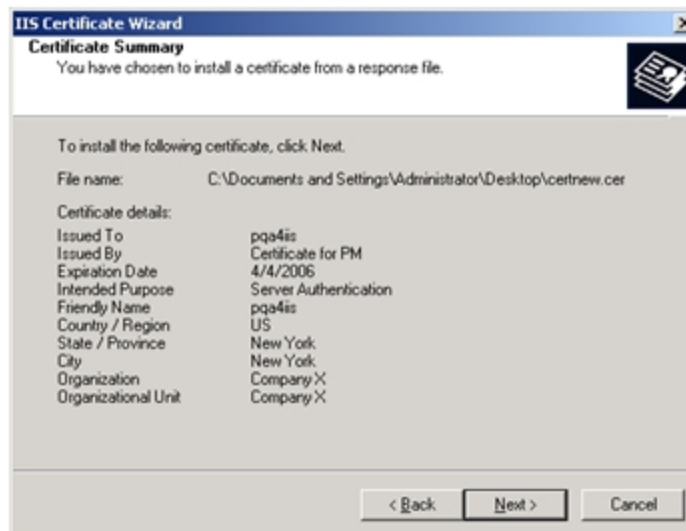 IIS Certificate Wizard
Certificate Summary
You have chosen to install a certificate from a response file.
To install the following certificate, click Next.
File name: C:\Documents and Settings\Administrator\Desktop\certnew.cer
Certificate details:
Issued To pqa4iis
Issued By Certificate for PM
Expiration Date 4/4/2006
Intended Purpose Server Authentication
Friendly Name pqa4iis
Country / Region US
State / Province New York
City New York
Organization Company X
Organizational Unit Company X
< Back Next > Cancel